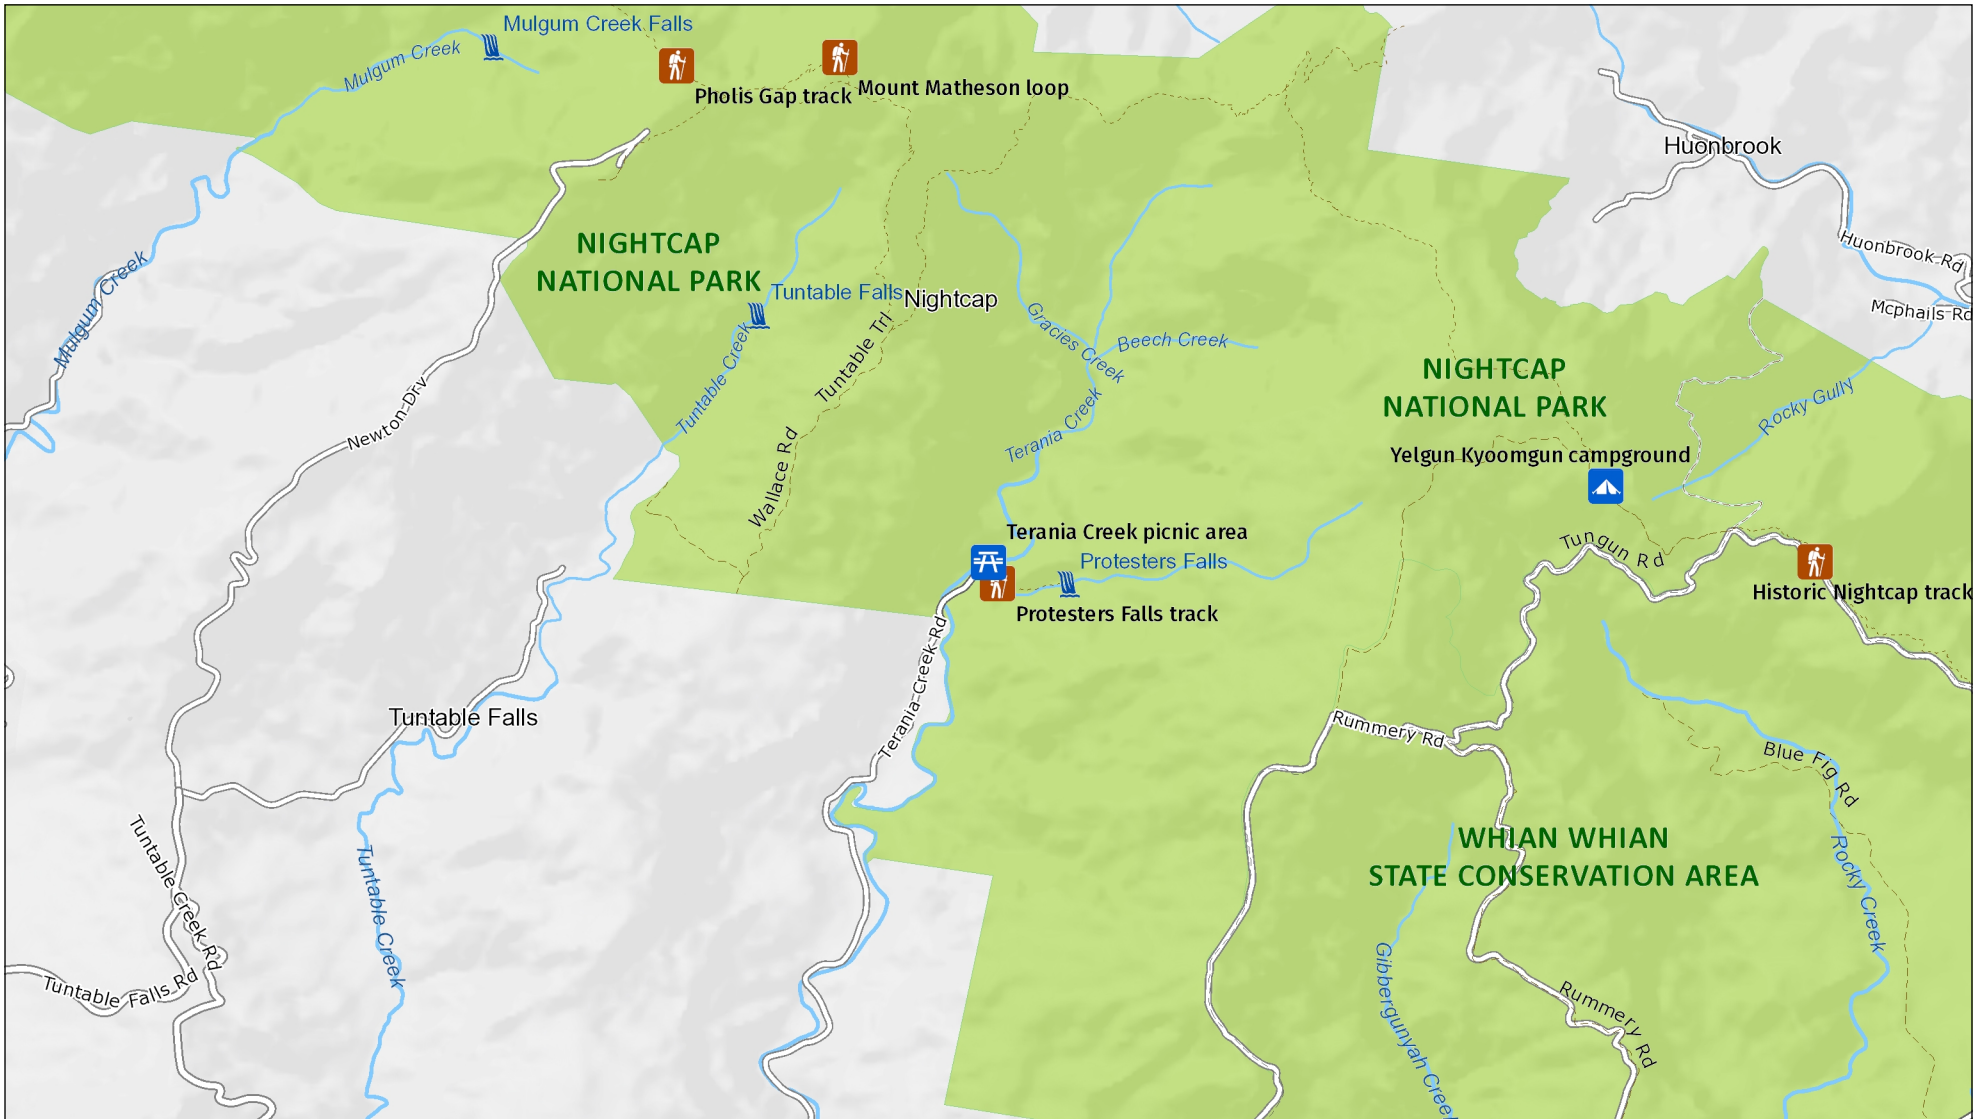 Mulgum Creek Falls
Mulgum Creek
Pholis Gap track
Mount Matheson loop
Huonbrook
Huonbrook Rd
Mcphails Rd
NIGHTCAP
NATIONAL PARK
Mulgum Creek
Tuntable Falls
Nightcap
Tuntable Creek
Tuntable Trl
Gracies Creek
Beech Creek
Newton Drv
Terania Creek
Wallace Rd
NIGHTCAP
NATIONAL PARK
Rocky Gully
Yelgun Kyoomgun campground
Terania Creek picnic area
Protesters Falls
Protesters Falls track
Tungun Rd
Historic Nightcap track
Terania Creek Rd
Tuntable Falls
Rummery Rd
Blue Fig Rd
WHIAN WHIAN
STATE CONSERVATION AREA
Rocky Creek
Tuntable Creek Rd
Tuntable Creek
Tuntable Falls Rd
Gibbergunyah Creek
Rummery Rd